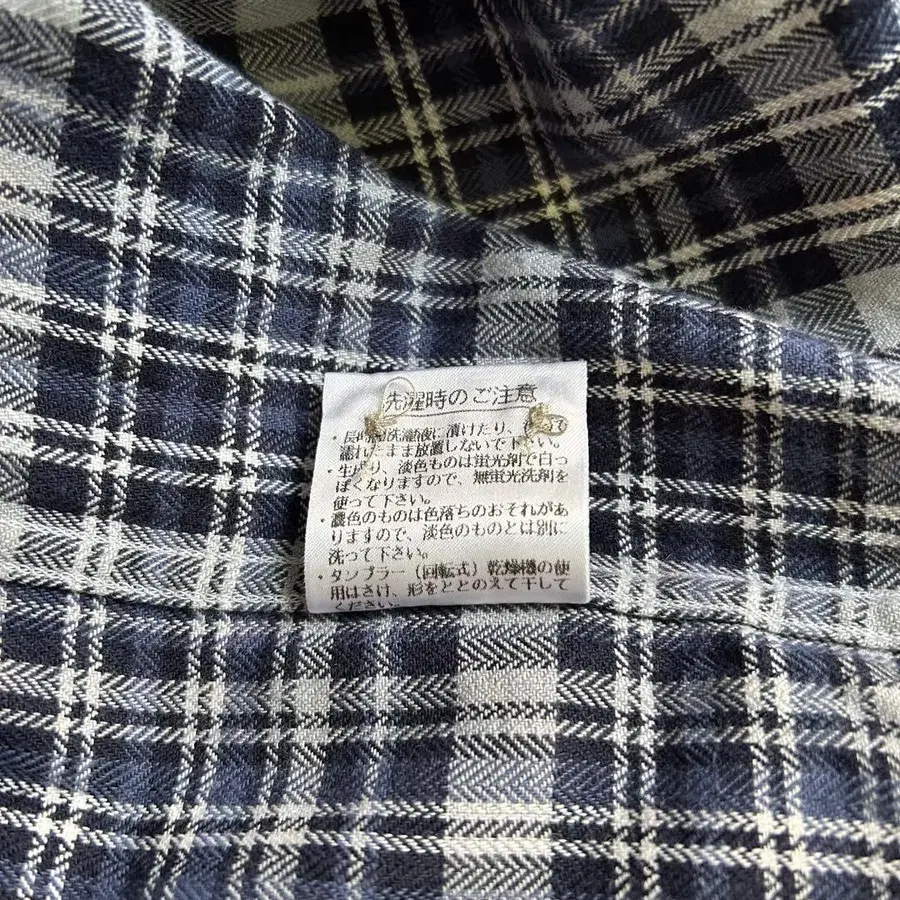 先濯時のご注意
・長時間洗濯液に漬けたり、
濡れたまま放置しないで下さい。
・生成り、淡色ものは蛍光剤で白っ
ぽくなりますので、無蛍光洗剤を
使って下さい。
・濃色のものは色落ちのおそれがあ
りますので、淡色のものとは別に
洗って下さい。
・タンブラー（回転式）乾燥機の使
用はさけ、形をととのえて干して
ください。